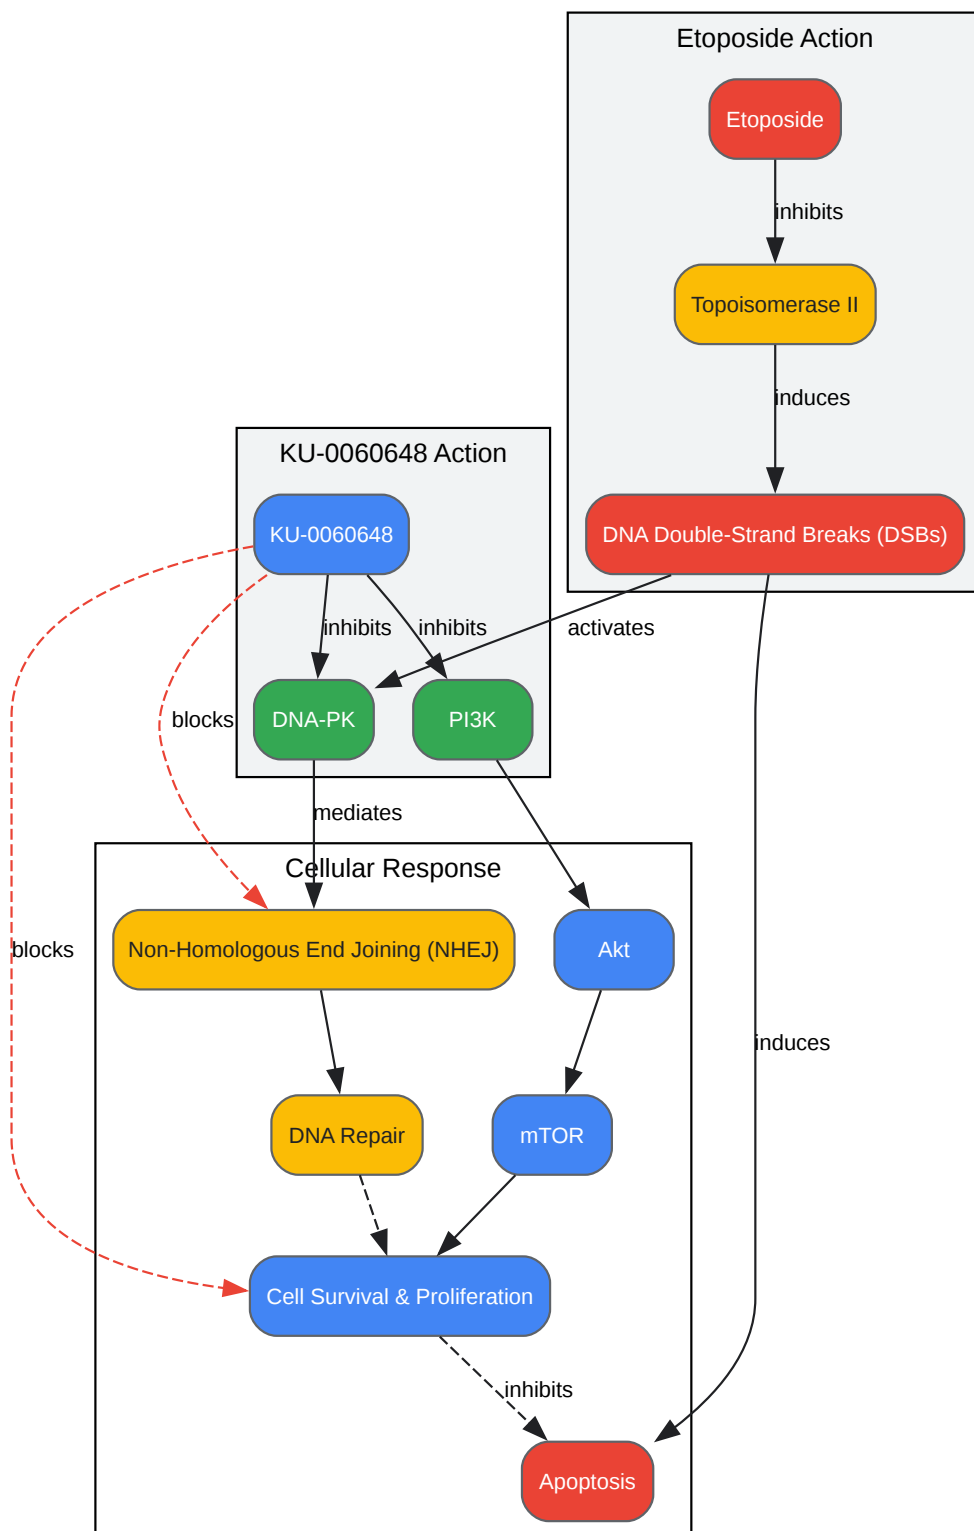 Etoposide Action
Etoposide
inhibits
Topoisomerase II
induces
KU-0060648 Action
KU-0060648
DNA Double-Strand Breaks (DSBs)
inhibits
inhibits
activates
blocks
DNA-PK
PI3K
mediates
Cellular Response
blocks
Non-Homologous End Joining (NHEJ)
Akt
induces
DNA Repair
mTOR
Cell Survival & Proliferation
inhibits
Apoptosis